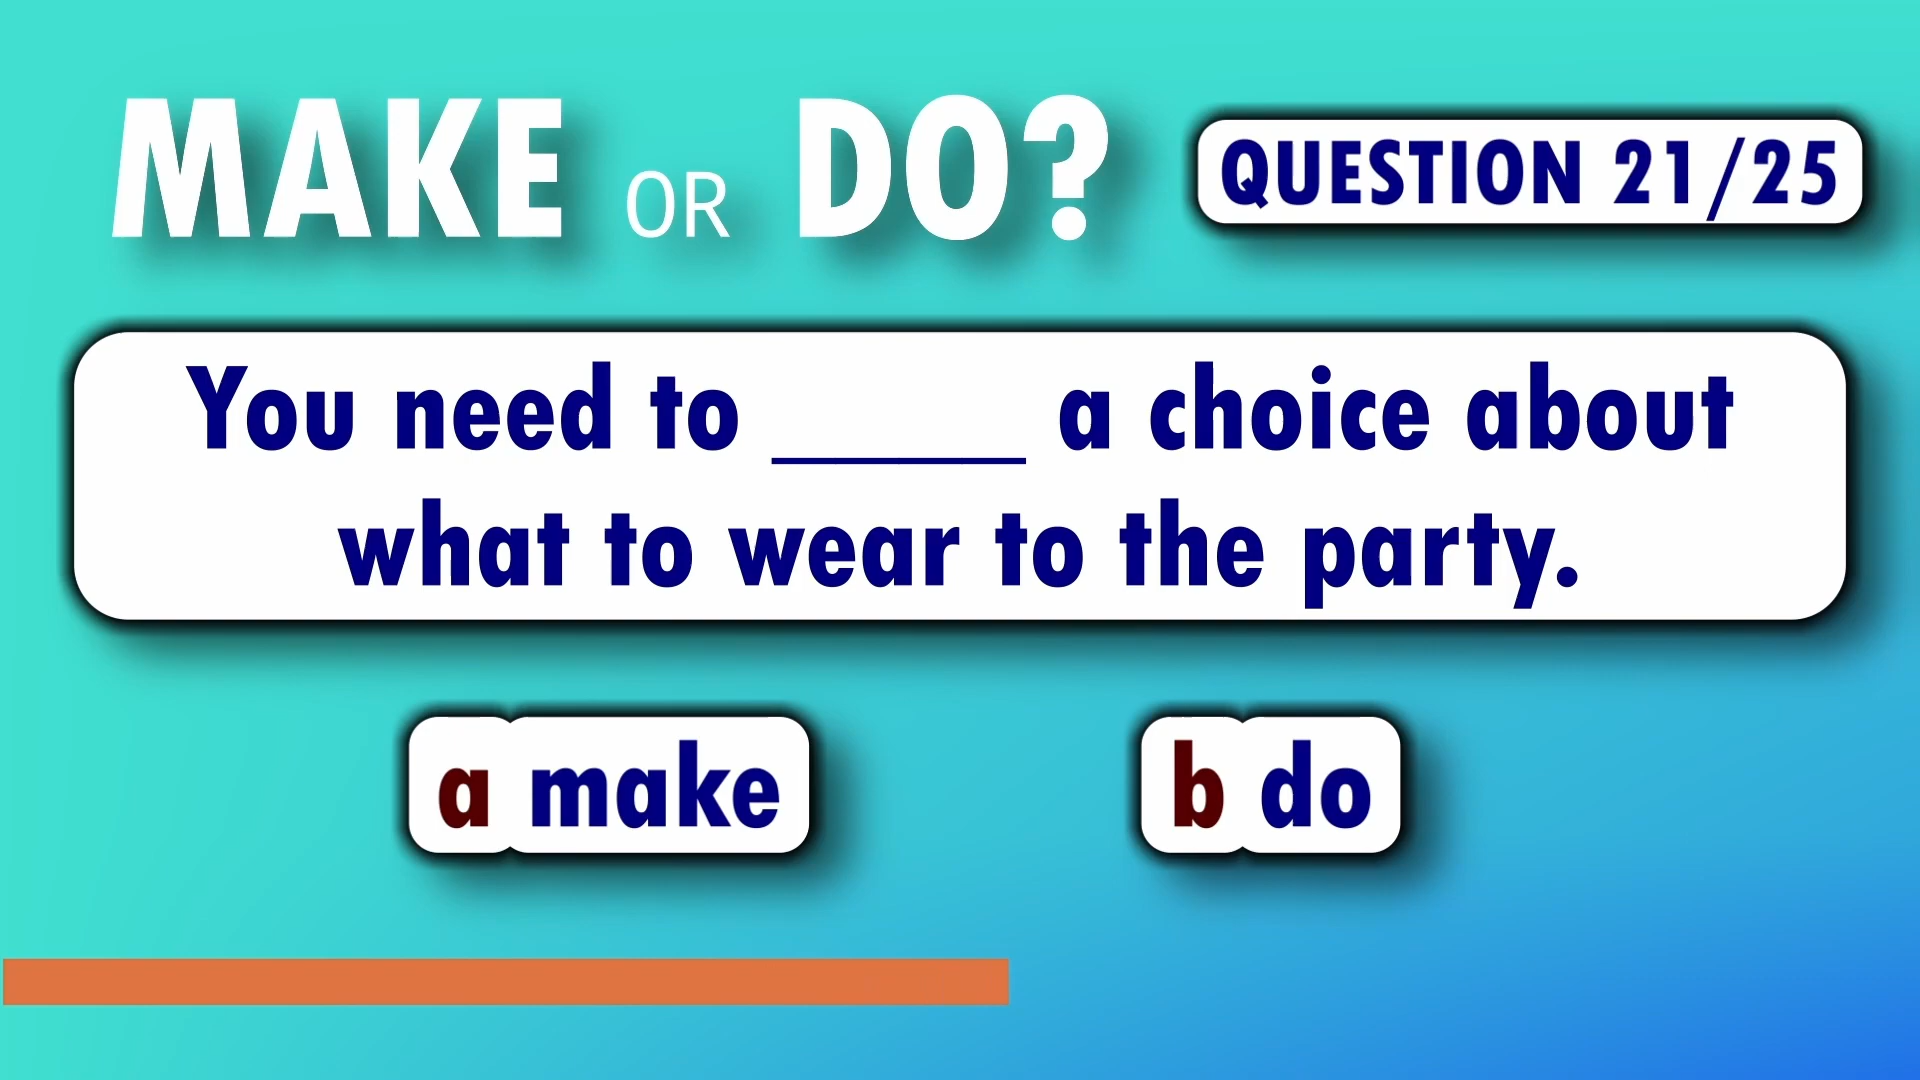 MAKE OR DO?
QUESTION 21/25
You need to _____ a choice about
what to wear to the party.
a make
b do